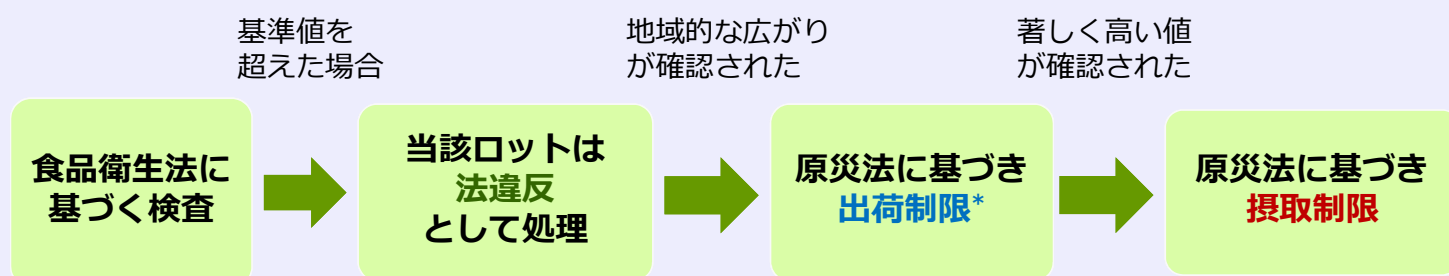 基準値を
超えた場合
地域的な広がり
が確認された
著しく高い値
が確認された
食品衛生法に
基づく検査
当該ロットは
法違反
として処理
原災法に基づき
出荷制限*
原災法に基づき
摂取制限